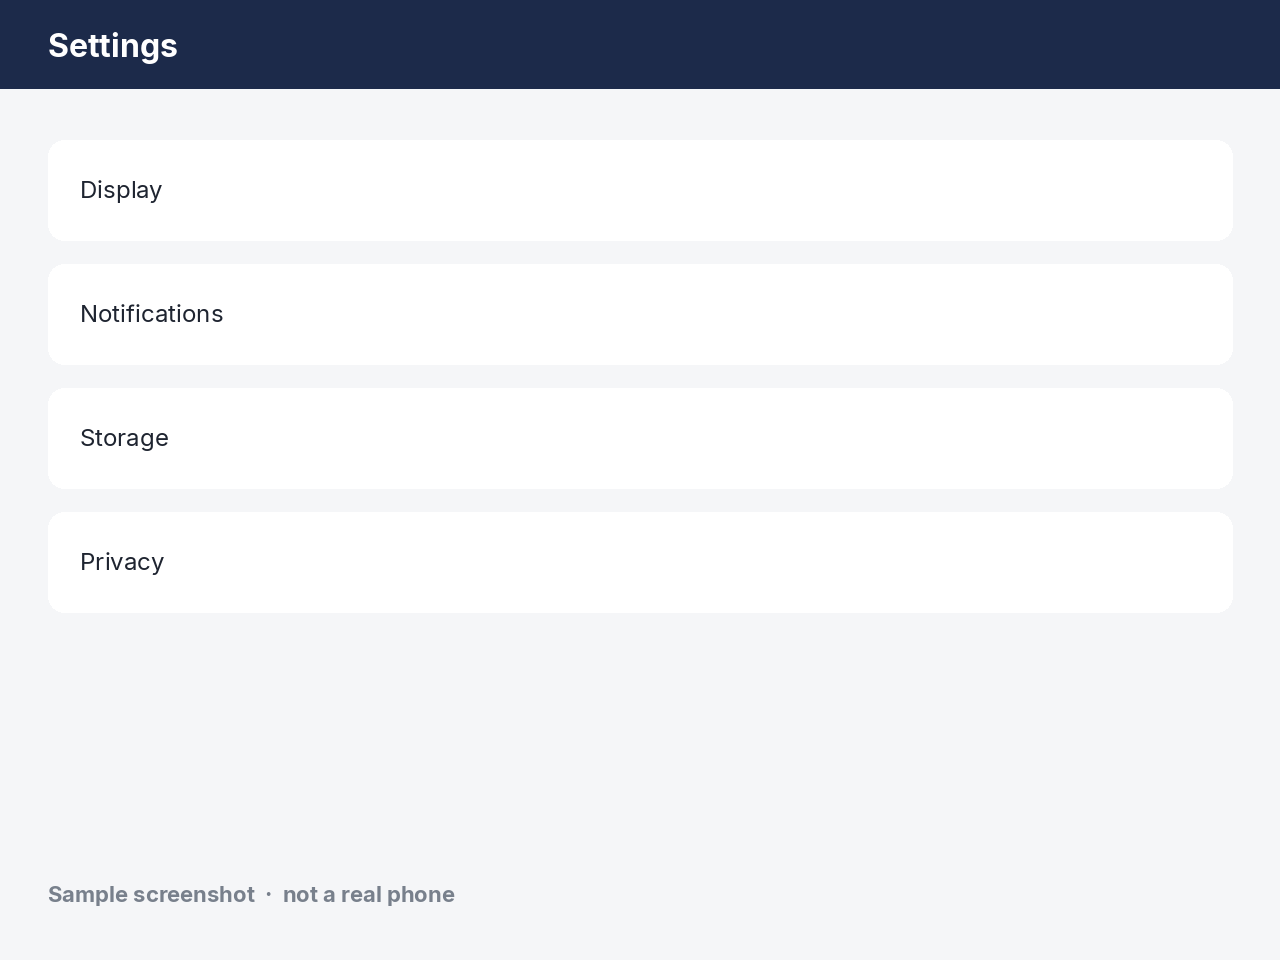 Settings
Display
Notifications
Storage
Privacy
Sample screenshot · not a real phone